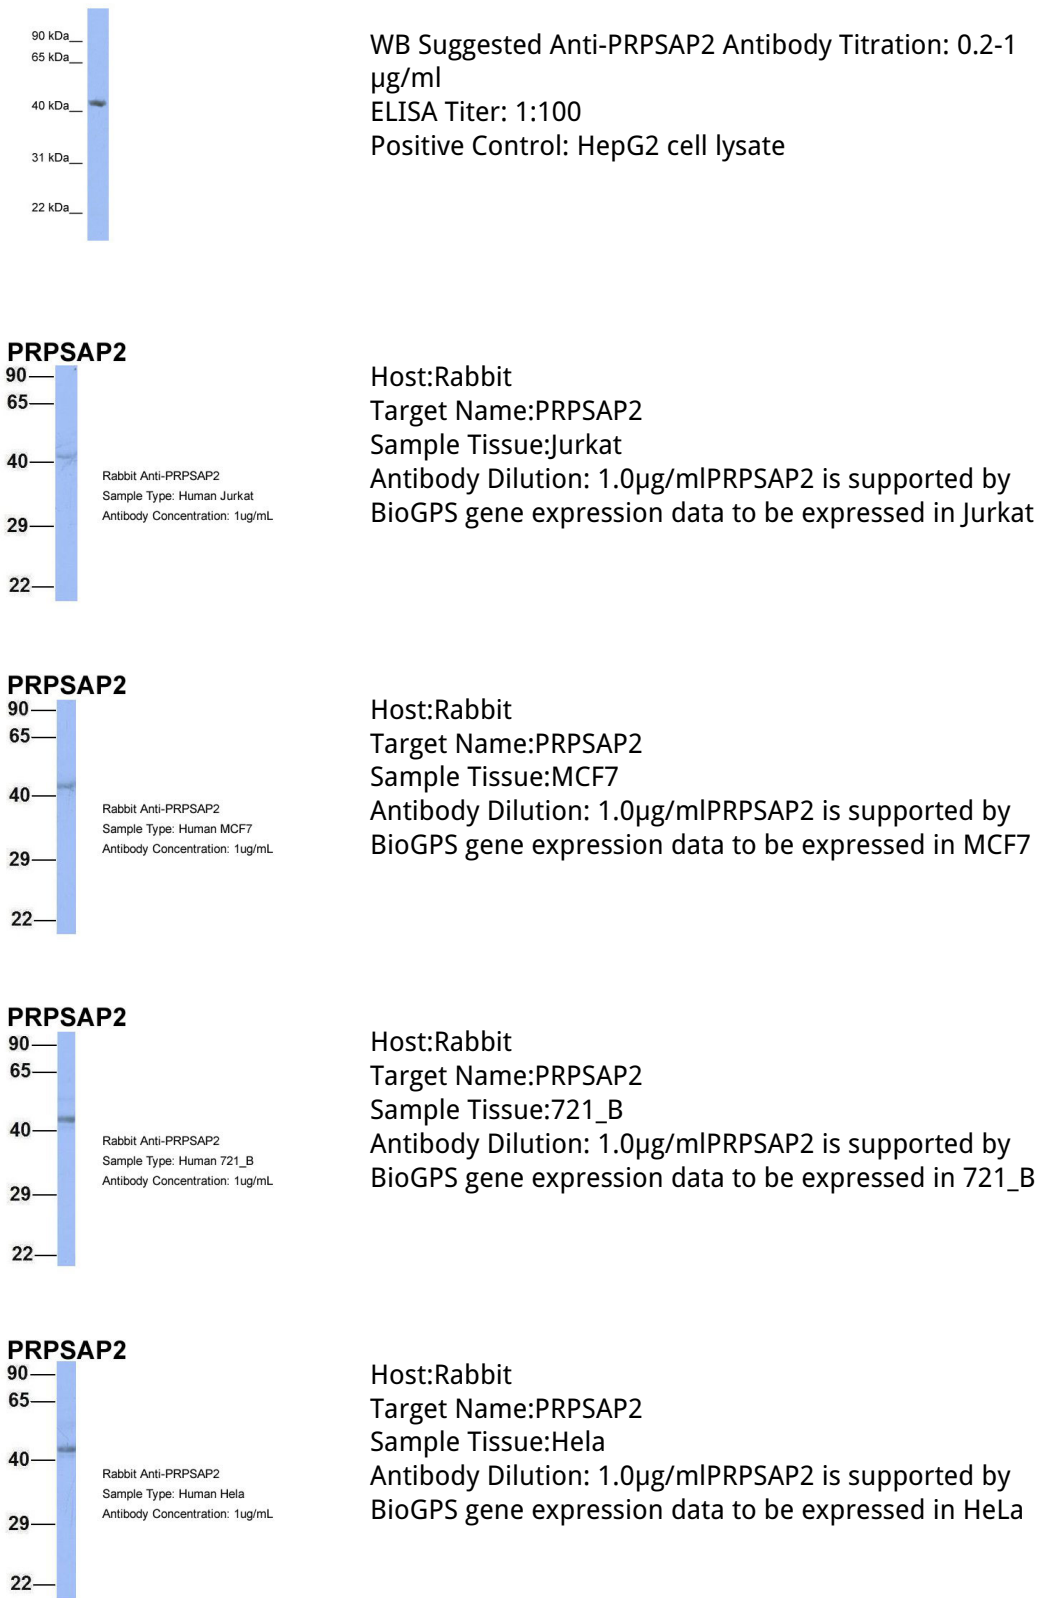 90 kDa__
65 kDa__
40 kDa__
31 kDa__
22 kDa__
WB Suggested Anti-PRPSAP2 Antibody Titration: 0.2-1
µg/ml
ELISA Titer: 1:100
Positive Control: HepG2 cell lysate
PRPSAP2
90
65
40
29
22
Rabbit Anti-PRPSAP2
Sample Type: Human Jurkat
Antibody Concentration: 1ug/mL
Host:Rabbit
Target Name:PRPSAP2
Sample Tissue:Jurkat
Antibody Dilution: 1.0µg/mlPRPSAP2 is supported by
BioGPS gene expression data to be expressed in Jurkat
PRPSAP2
90
65
40
29
22
Rabbit Anti-PRPSAP2
Sample Type: Human MCF7
Antibody Concentration: 1ug/mL
Host:Rabbit
Target Name:PRPSAP2
Sample Tissue:MCF7
Antibody Dilution: 1.0µg/mlPRPSAP2 is supported by
BioGPS gene expression data to be expressed in MCF7
PRPSAP2
90
65
40
29
22
Rabbit Anti-PRPSAP2
Sample Type: Human 721_B
Antibody Concentration: 1ug/mL
Host:Rabbit
Target Name:PRPSAP2
Sample Tissue:721_B
Antibody Dilution: 1.0µg/mlPRPSAP2 is supported by
BioGPS gene expression data to be expressed in 721_B
PRPSAP2
90
65
40
29
22
Rabbit Anti-PRPSAP2
Sample Type: Human Hela
Antibody Concentration: 1ug/mL
Host:Rabbit
Target Name:PRPSAP2
Sample Tissue:Hela
Antibody Dilution: 1.0µg/mlPRPSAP2 is supported by
BioGPS gene expression data to be expressed in HeLa